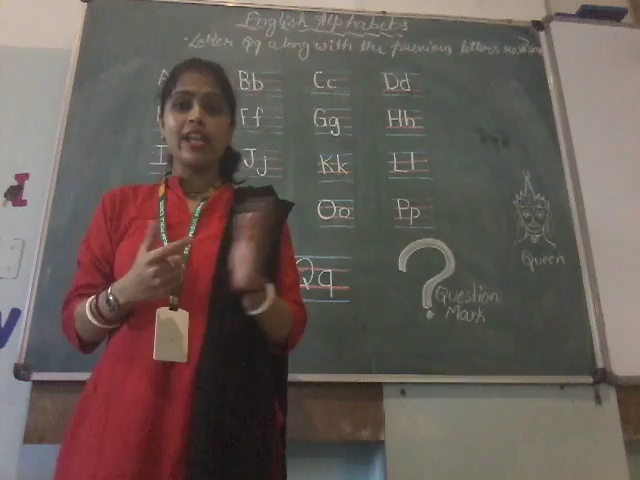 English Alphabets
Letter Qq along with the previous letters revision
A Bb Cc Dd
Ff Gg Hh
I Jj Kk Ll
Oo Pp
Qq
Question
Mark
Queen
I